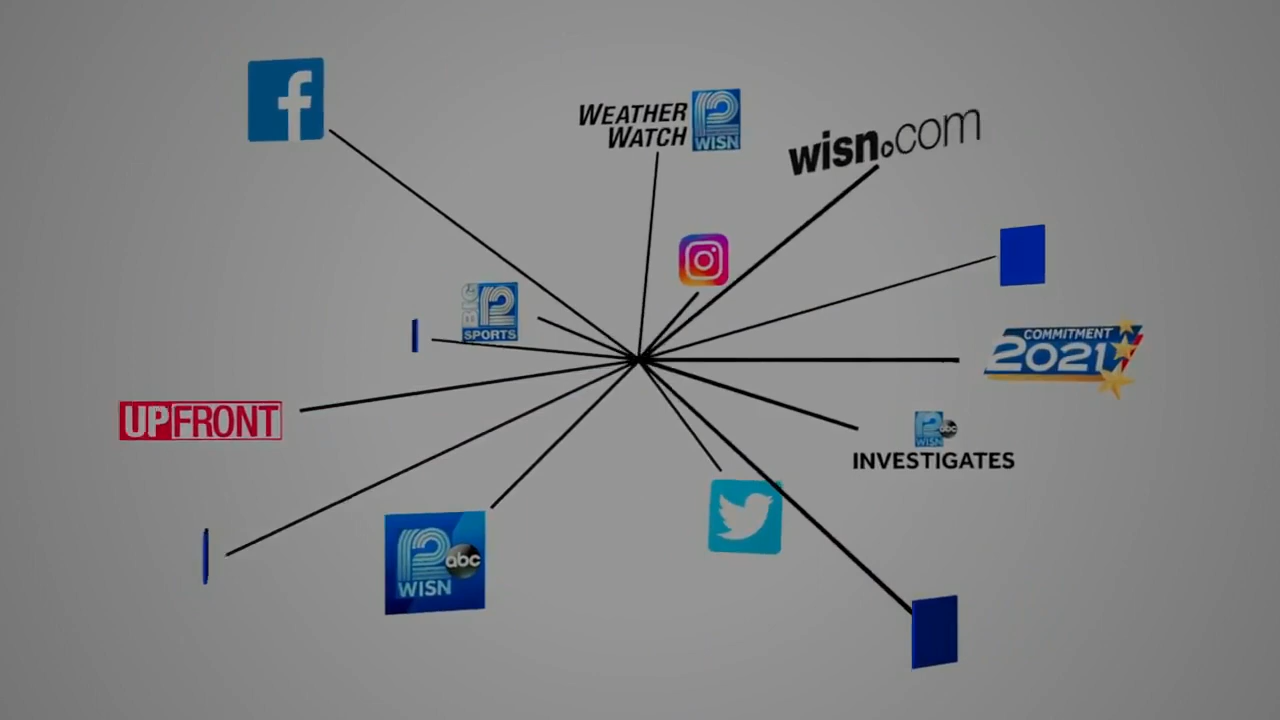 f
WEATHER
WATCH
12
WISN
wisn.com
BIG
12
SPORTS
COMMITMENT
2021
UPFRONT
12
abc
WISN
INVESTIGATES
12
abc
WISN